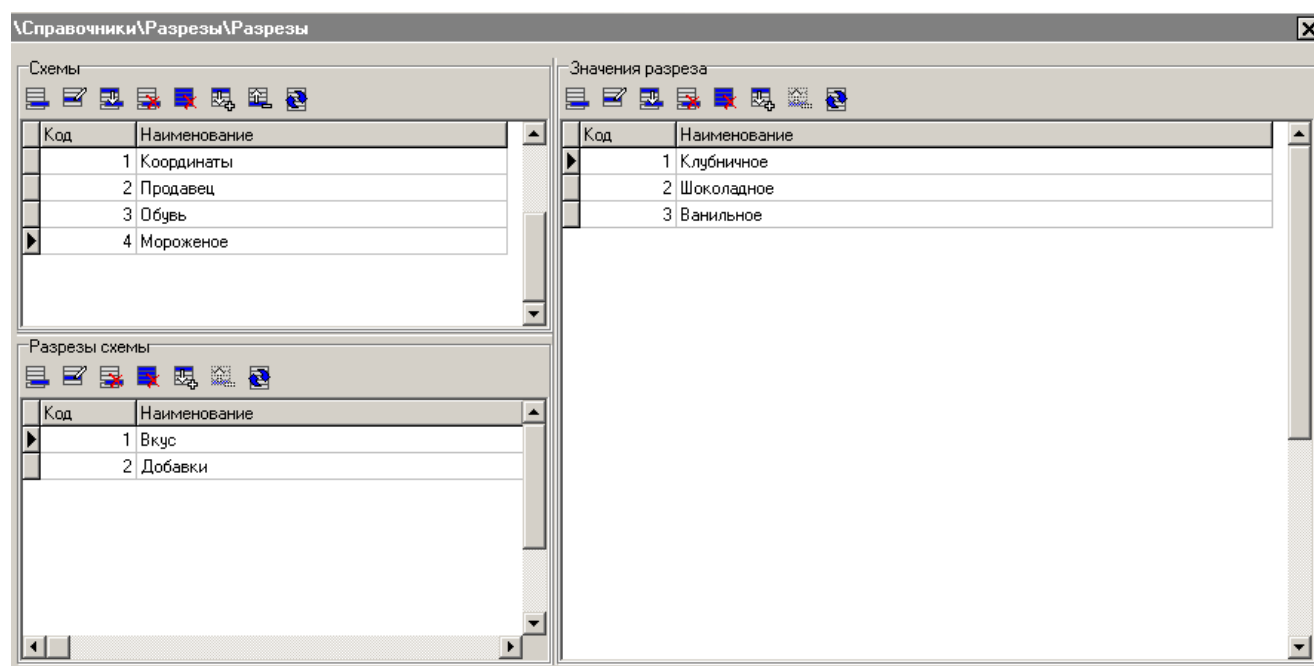 \Справочники\Разрезы\Разрезы
Схемы
Код Наименование
1 Координаты
2 Продавец
3 Обувь
4 Мороженое
Разрезы схемы
Код Наименование
1 Вкус
2 Добавки
Значения разреза
Код Наименование
1 Клубничное
2 Шоколадное
3 Ванильное